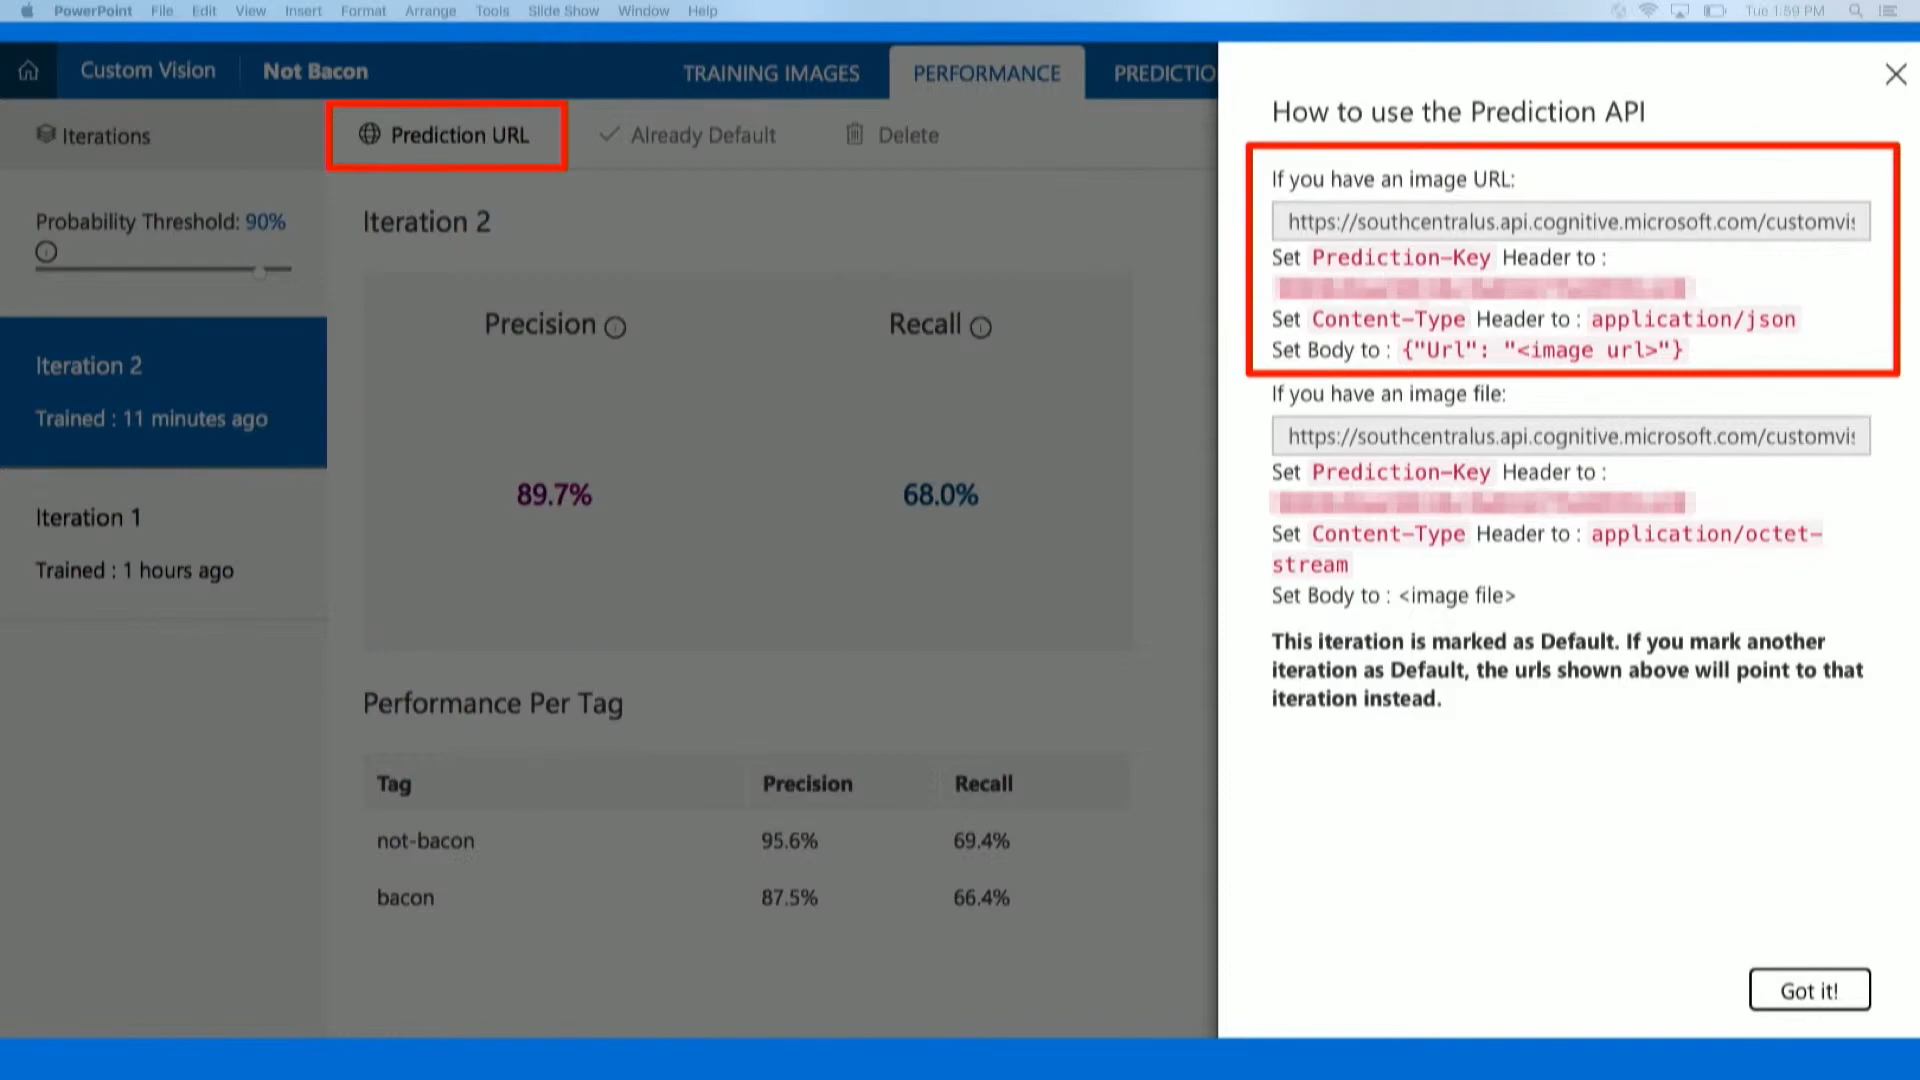 PowerPoint File Edit View Insert Format Arrange Tools Slide Show Window Help Tue 1:59 PM
Custom Vision Not Bacon TRAINING IMAGES PERFORMANCE PREDICTIO
Iterations Prediction URL Already Default Delete
Probability Threshold: 90%
Iteration 2
Trained : 11 minutes ago
Iteration 1
Trained : 1 hours ago
Iteration 2
Precision Recall
89.7% 68.0%
Performance Per Tag
Tag Precision Recall
not-bacon 95.6% 69.4%
bacon 87.5% 66.4%
How to use the Prediction API
If you have an image URL:
https://southcentralus.api.cognitive.microsoft.com/customvis
Set Prediction-Key Header to :
Set Content-Type Header to : application/json
Set Body to : {"Url": "<image url>"}
If you have an image file:
https://southcentralus.api.cognitive.microsoft.com/customvis
Set Prediction-Key Header to :
Set Content-Type Header to : application/octet-
stream
Set Body to : <image file>
This iteration is marked as Default. If you mark another
iteration as Default, the urls shown above will point to that
iteration instead.
Got it!